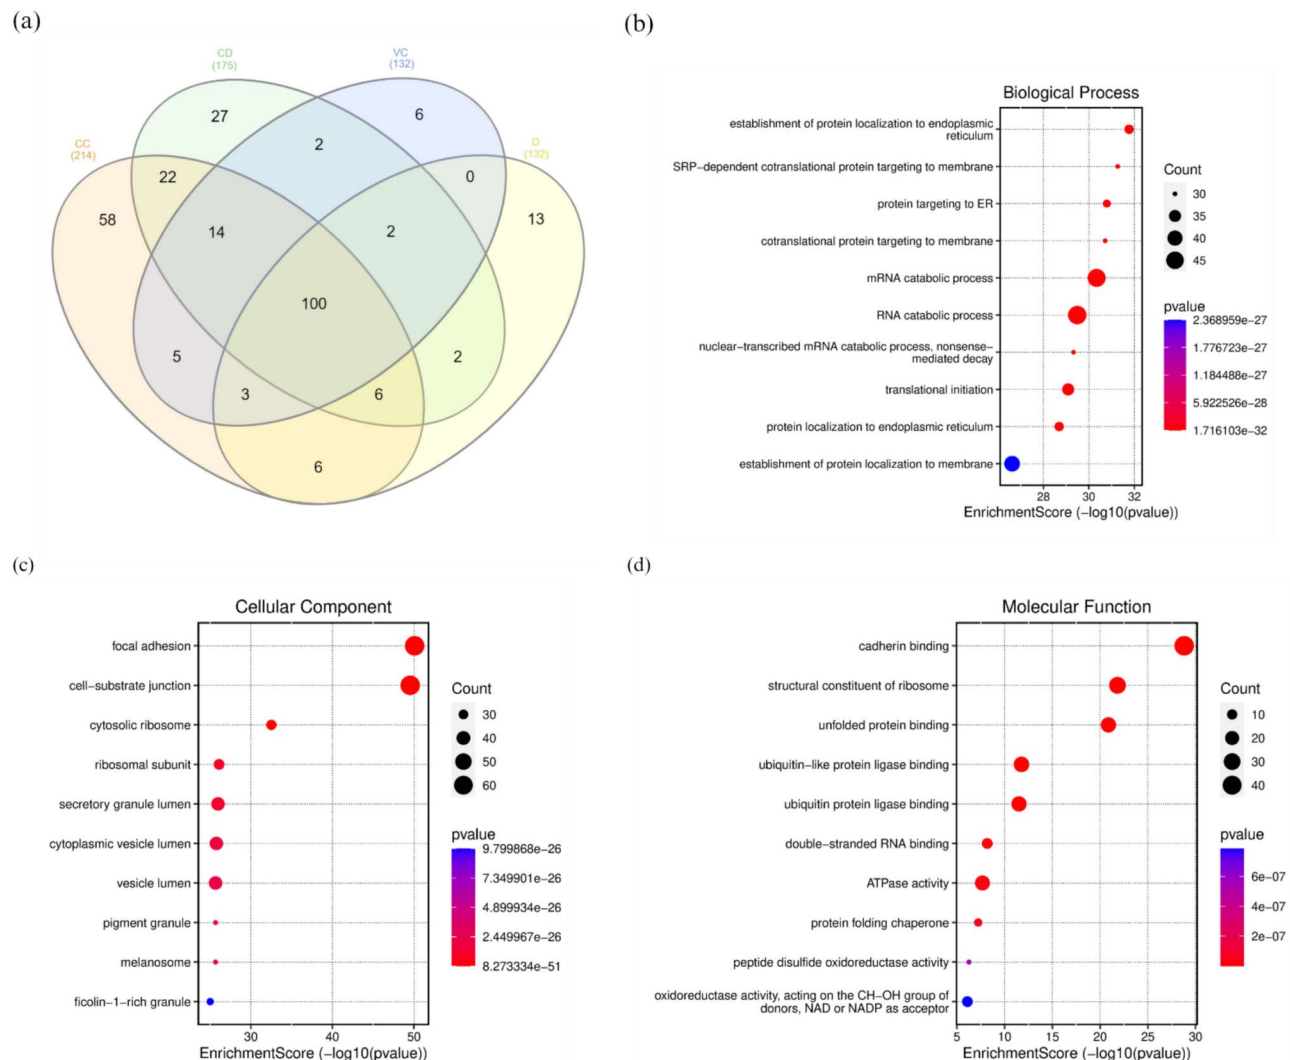 (a)
CD
(175)
VC
(132)
CC
(214)
D
(132)
27
2
6
22
0
58
14
2
13
100
5
2
3
6
6
(b)
Biological Process
establishment of protein localization to endoplasmic
reticulum
SRP−dependent cotranslational protein targeting to membrane
protein targeting to ER
cotranslational protein targeting to membrane
mRNA catabolic process
RNA catabolic process
nuclear−transcribed mRNA catabolic process, nonsense−
mediated decay
translational initiation
protein localization to endoplasmic reticulum
establishment of protein localization to membrane
28 30 32
EnrichmentScore (−log10(pvalue))
Count
30
35
40
45
pvalue
2.368959e−27
1.776723e−27
1.184488e−27
5.922526e−28
1.716103e−32
(c)
Cellular Component
focal adhesion
cell−substrate junction
cytosolic ribosome
ribosomal subunit
secretory granule lumen
cytoplasmic vesicle lumen
vesicle lumen
pigment granule
melanosome
ficolin−1−rich granule
30 40 50
EnrichmentScore (−log10(pvalue))
Count
30
40
50
60
pvalue
9.799868e−26
7.349901e−26
4.899934e−26
2.449967e−26
8.273334e−51
(d)
Molecular Function
cadherin binding
structural constituent of ribosome
unfolded protein binding
ubiquitin−like protein ligase binding
ubiquitin protein ligase binding
double−stranded RNA binding
ATPase activity
protein folding chaperone
peptide disulfide oxidoreductase activity
oxidoreductase activity, acting on the CH−OH group of
donors, NAD or NADP as acceptor
5 10 15 20 25 30
EnrichmentScore (−log10(pvalue))
Count
10
20
30
40
pvalue
6e−07
4e−07
2e−07